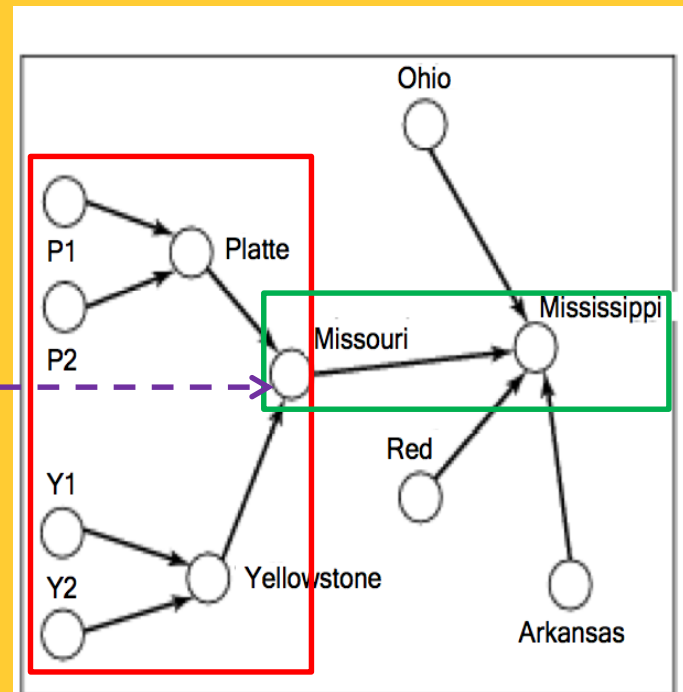 Ohio
P1
Platte
Mississippi
P2
Missouri
Red
Y1
Y2
Yellowstone
Arkansas